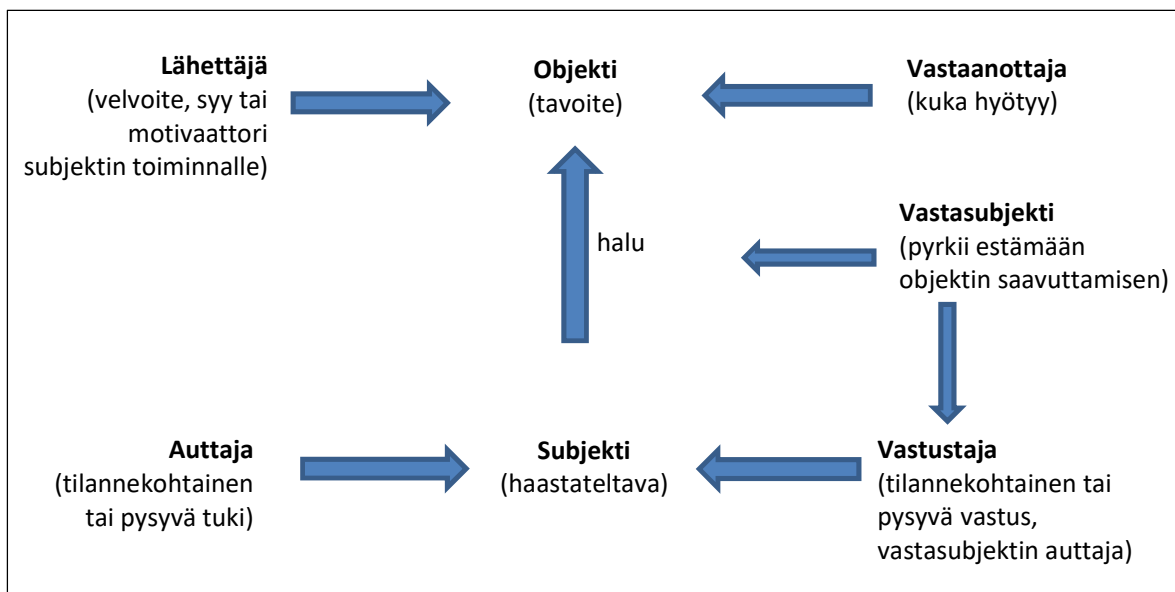 Lähettäjä
(velvoite, syy tai
motivaattori
subjektin toiminnalle)
Objekti
(tavoite)
Vastaanottaja
(kuka hyötyy)
halu
Vastasubjekti
(pyrkii estämään
objektin saavuttamisen)
Auttaja
(tilannekohtainen
tai pysyvä tuki)
Subjekti
(haastateltava)
Vastustaja
(tilannekohtainen tai
pysyvä vastus,
vastasubjektin auttaja)